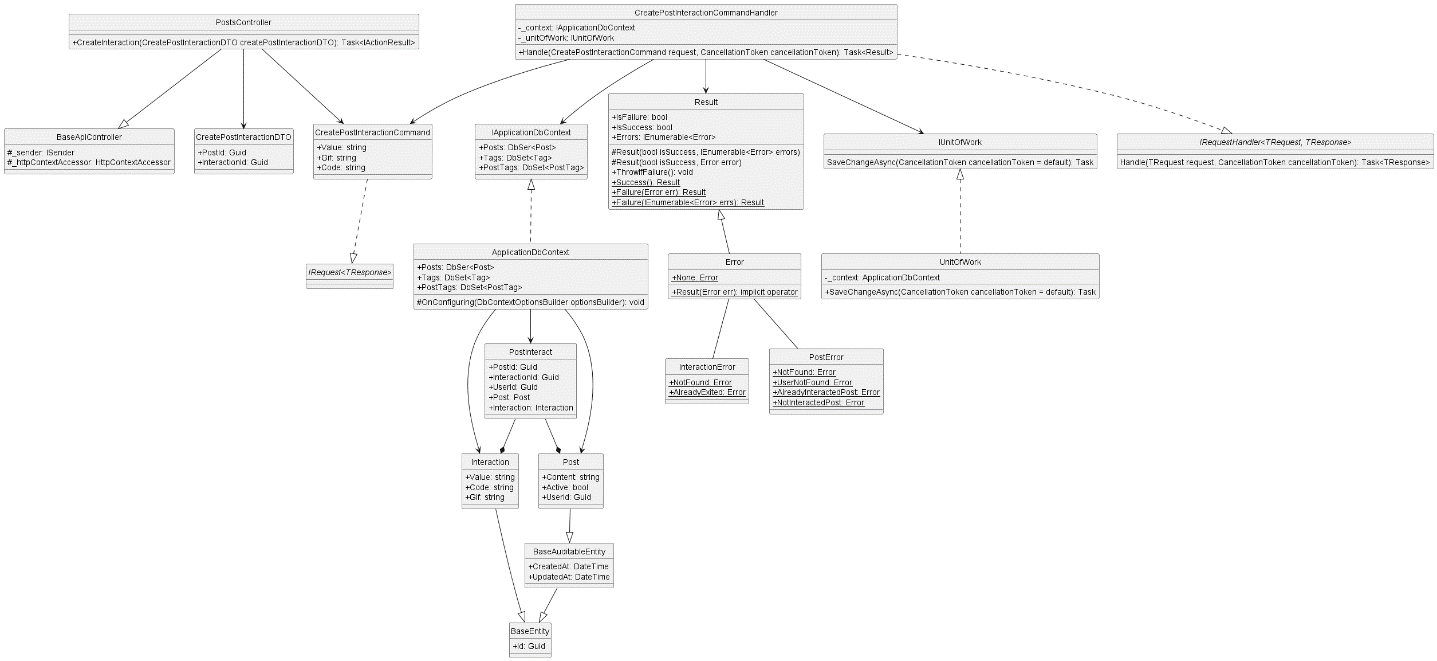 PostsController
+CreateInteraction(CreatePostInteractionDTO createPostInteractionDTO): Task<IActionResult>
CreatePostInteractionCommandHandler
-_context: IApplicationDbContext
-_unitOfWork: IUnitOfWork
+Handle(CreatePostInteractionCommand request, CancellationToken cancellationToken): Task<Result>
BaseApiController
#_sender: ISender
#_httpContextAccessor: HttpContextAccessor
CreatePostInteractionDTO
+PostId: Guid
+InteractionId: Guid
CreatePostInteractionCommand
+Value: string
+Gif: string
+Code: string
IApplicationDbContext
+Posts: DbSer<Post>
+Tags: DbSet<Tag>
+PostTags: DbSet<PostTag>
Result
+IsFailure: bool
+IsSuccess: bool
+Errors: IEnumerable<Error>
#Result(bool isSuccess, IEnumerable<Error> errors)
#Result(bool isSuccess, Error error)
+ThrowIfFailure(): void
+Success(): Result
+Failure(Error err): Result
+Failure(IEnumerable<Error> errs): Result
IUnitOfWork
SaveChangeAsync(CancellationToken cancellationToken = default): Task
IRequestHandler<TRequest, TResponse>
Handle(TRequest request, CancellationToken cancellationToken): Task<TResponse>
IRequest<TResponse>
ApplicationDbContext
+Posts: DbSer<Post>
+Tags: DbSet<Tag>
+PostTags: DbSet<PostTag>
#OnConfiguring(DbContextOptionsBuilder optionsBuilder): void
Error
+None: Error
+Result(Error err): implicit operator
UnitOfWork
-_context: ApplicationDbContext
+SaveChangeAsync(CancellationToken cancellationToken = default): Task
PostInteract
+PostId: Guid
+InteractionId: Guid
+UserId: Guid
+Post: Post
+Interaction: Interaction
InteractionError
+NotFound: Error
+AlreadyExited: Error
PostError
+NotFound: Error
+UserNotFound: Error
+AlreadyInteractedPost: Error
+NotInteractedPost: Error
Interaction
+Value: string
+Code: string
+Gif: string
Post
+Content: string
+Active: bool
+UserId: Guid
BaseAuditableEntity
+CreatedAt: DateTime
+UpdatedAt: DateTime
BaseEntity
+Id: Guid